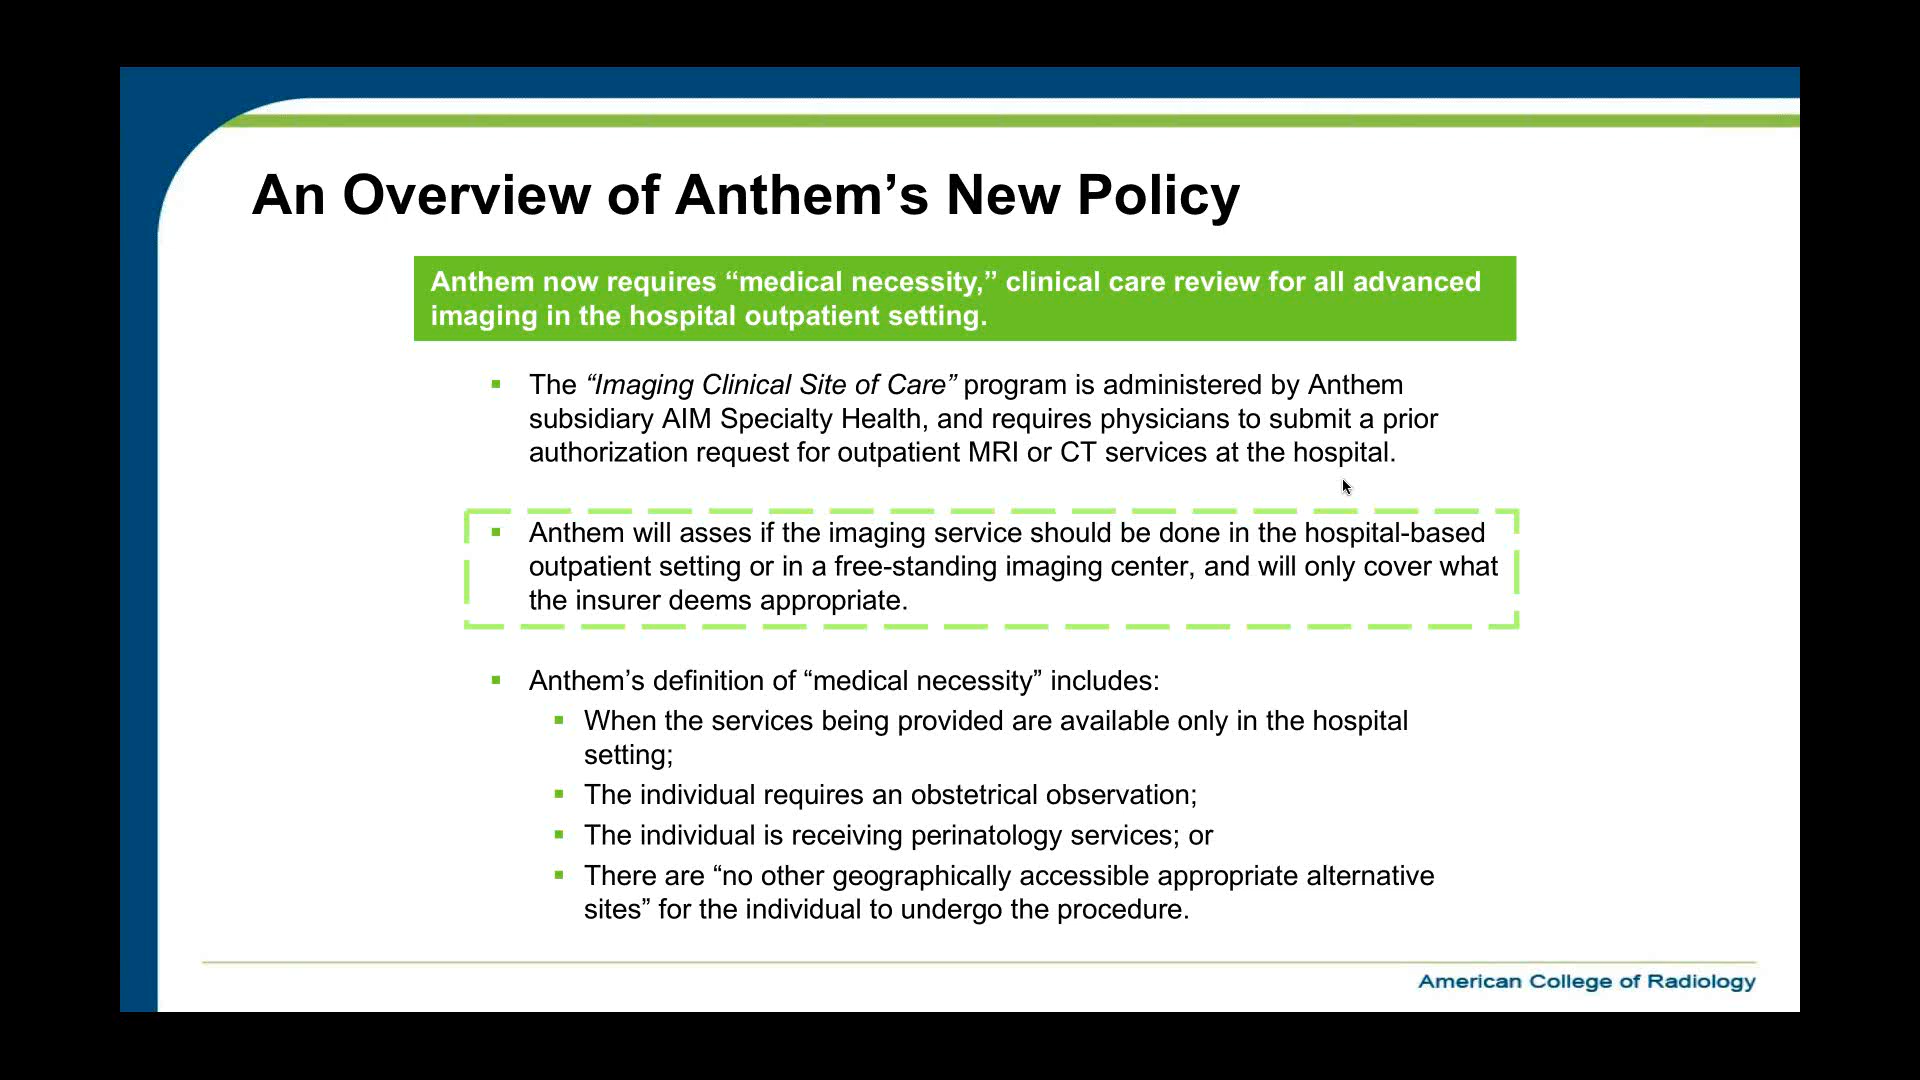 An Overview of Anthem’s New Policy
Anthem now requires “medical necessity,” clinical care review for all advanced
imaging in the hospital outpatient setting.
▪ The “Imaging Clinical Site of Care” program is administered by Anthem
subsidiary AIM Specialty Health, and requires physicians to submit a prior
authorization request for outpatient MRI or CT services at the hospital.
▪ Anthem will asses if the imaging service should be done in the hospital-based
outpatient setting or in a free-standing imaging center, and will only cover what
the insurer deems appropriate.
▪ Anthem’s definition of “medical necessity” includes:
▪ When the services being provided are available only in the hospital
setting;
▪ The individual requires an obstetrical observation;
▪ The individual is receiving perinatology services; or
▪ There are “no other geographically accessible appropriate alternative
sites” for the individual to undergo the procedure.
American College of Radiology